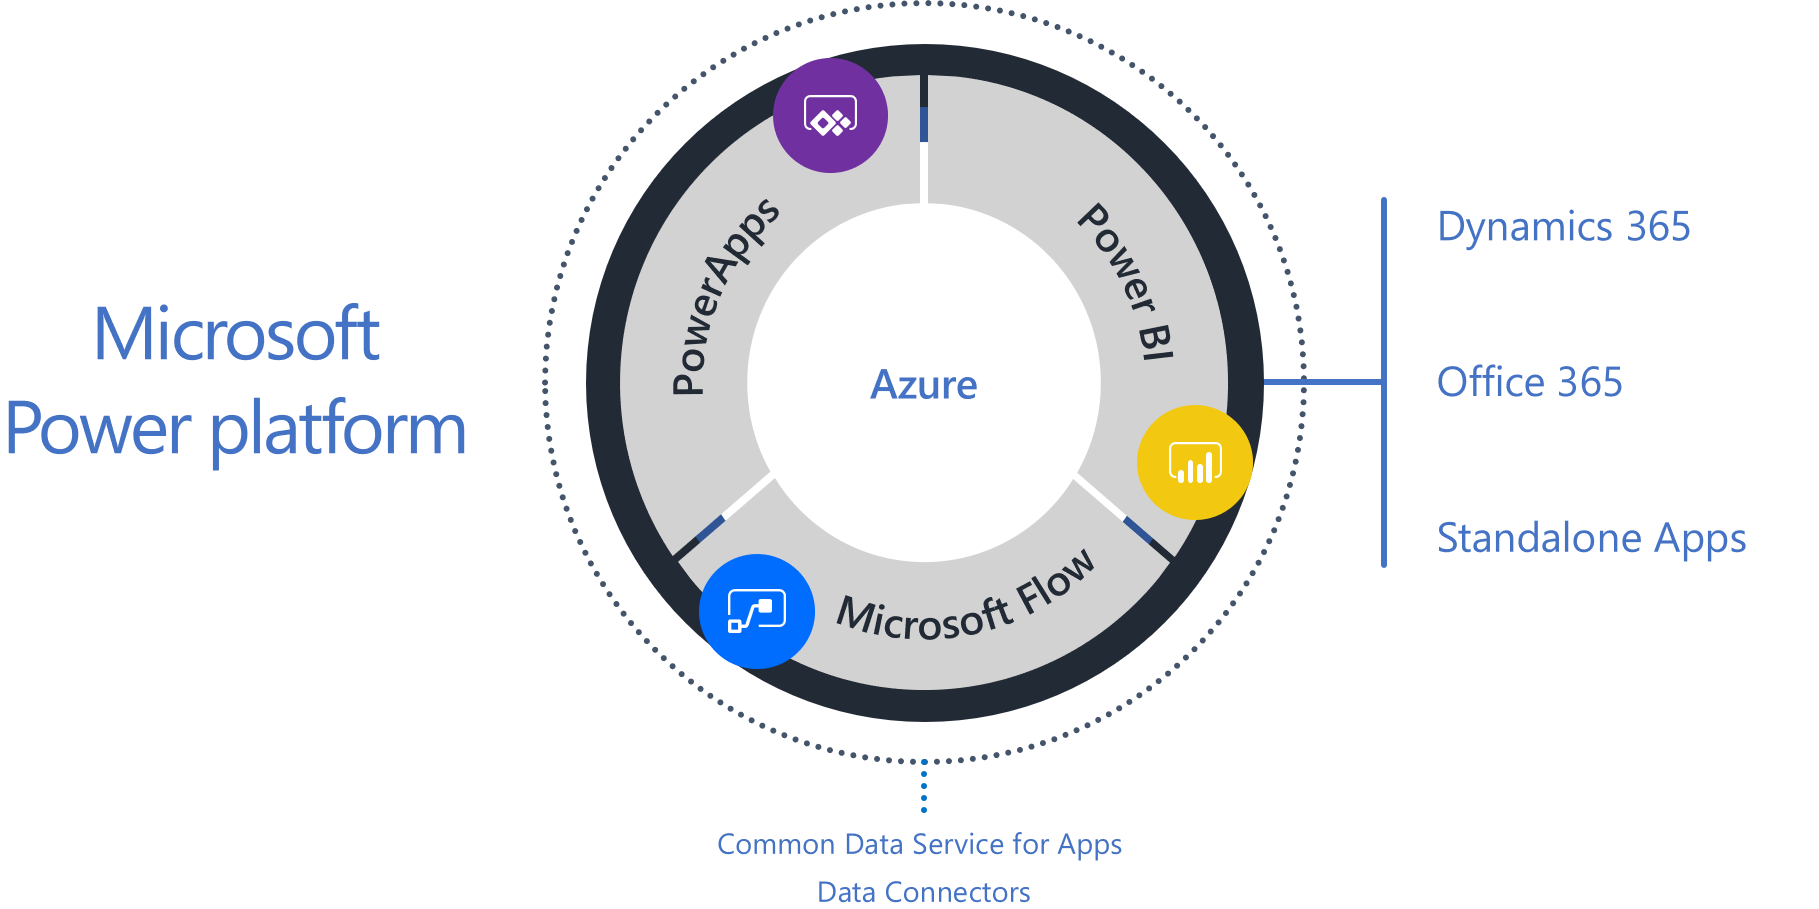 Microsoft
Power platform
PowerApps
Power BI
Microsoft Flow
Azure
Dynamics 365
Office 365
Standalone Apps
Common Data Service for Apps
Data Connectors